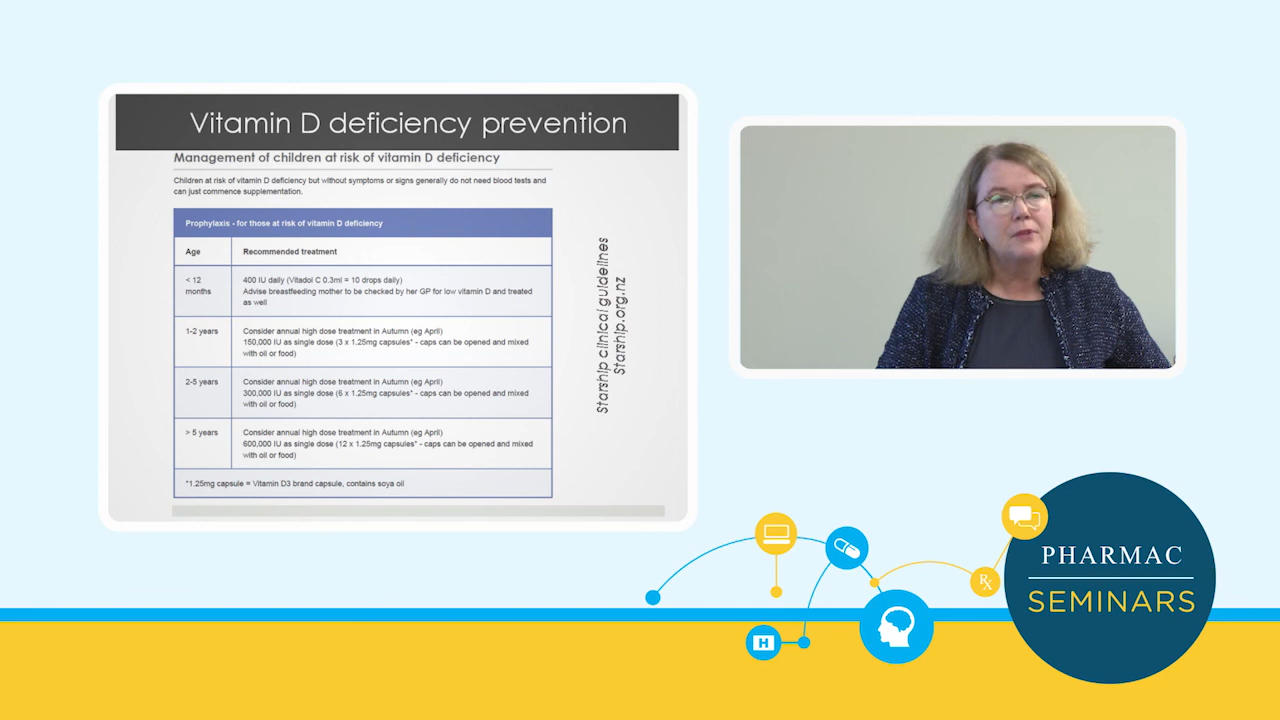 Vitamin D deficiency prevention
Management of children at risk of vitamin D deficiency
Children at risk of vitamin D deficiency but without symptoms or signs generally do not need blood tests and
can just commence supplementation.
Prophylaxis - for those at risk of vitamin D deficiency
Age
Recommended treatment
< 12
months
400 IU daily (Vitadol C 0.3ml = 10 drops daily)
Advise breastfeeding mother to be checked by her GP for low vitamin D and treated
as well
1-2 years
Consider annual high dose treatment in Autumn (eg April)
150,000 IU as single dose (3 x 1.25mg capsules* - caps can be opened and mixed
with oil or food)
2-5 years
Consider annual high dose treatment in Autumn (eg April)
300,000 IU as single dose (6 x 1.25mg capsules* - caps can be opened and mixed
with oil or food)
> 5 years
Consider annual high dose treatment in Autumn (eg April)
600,000 IU as single dose (12 x 1.25mg capsules* - caps can be opened and mixed
with oil or food)
*1.25mg capsule = Vitamin D3 brand capsule, contains soya oil
Starship clinical guidelines
Starship.org.nz
Rx
H
PHARMAC
SEMINARS